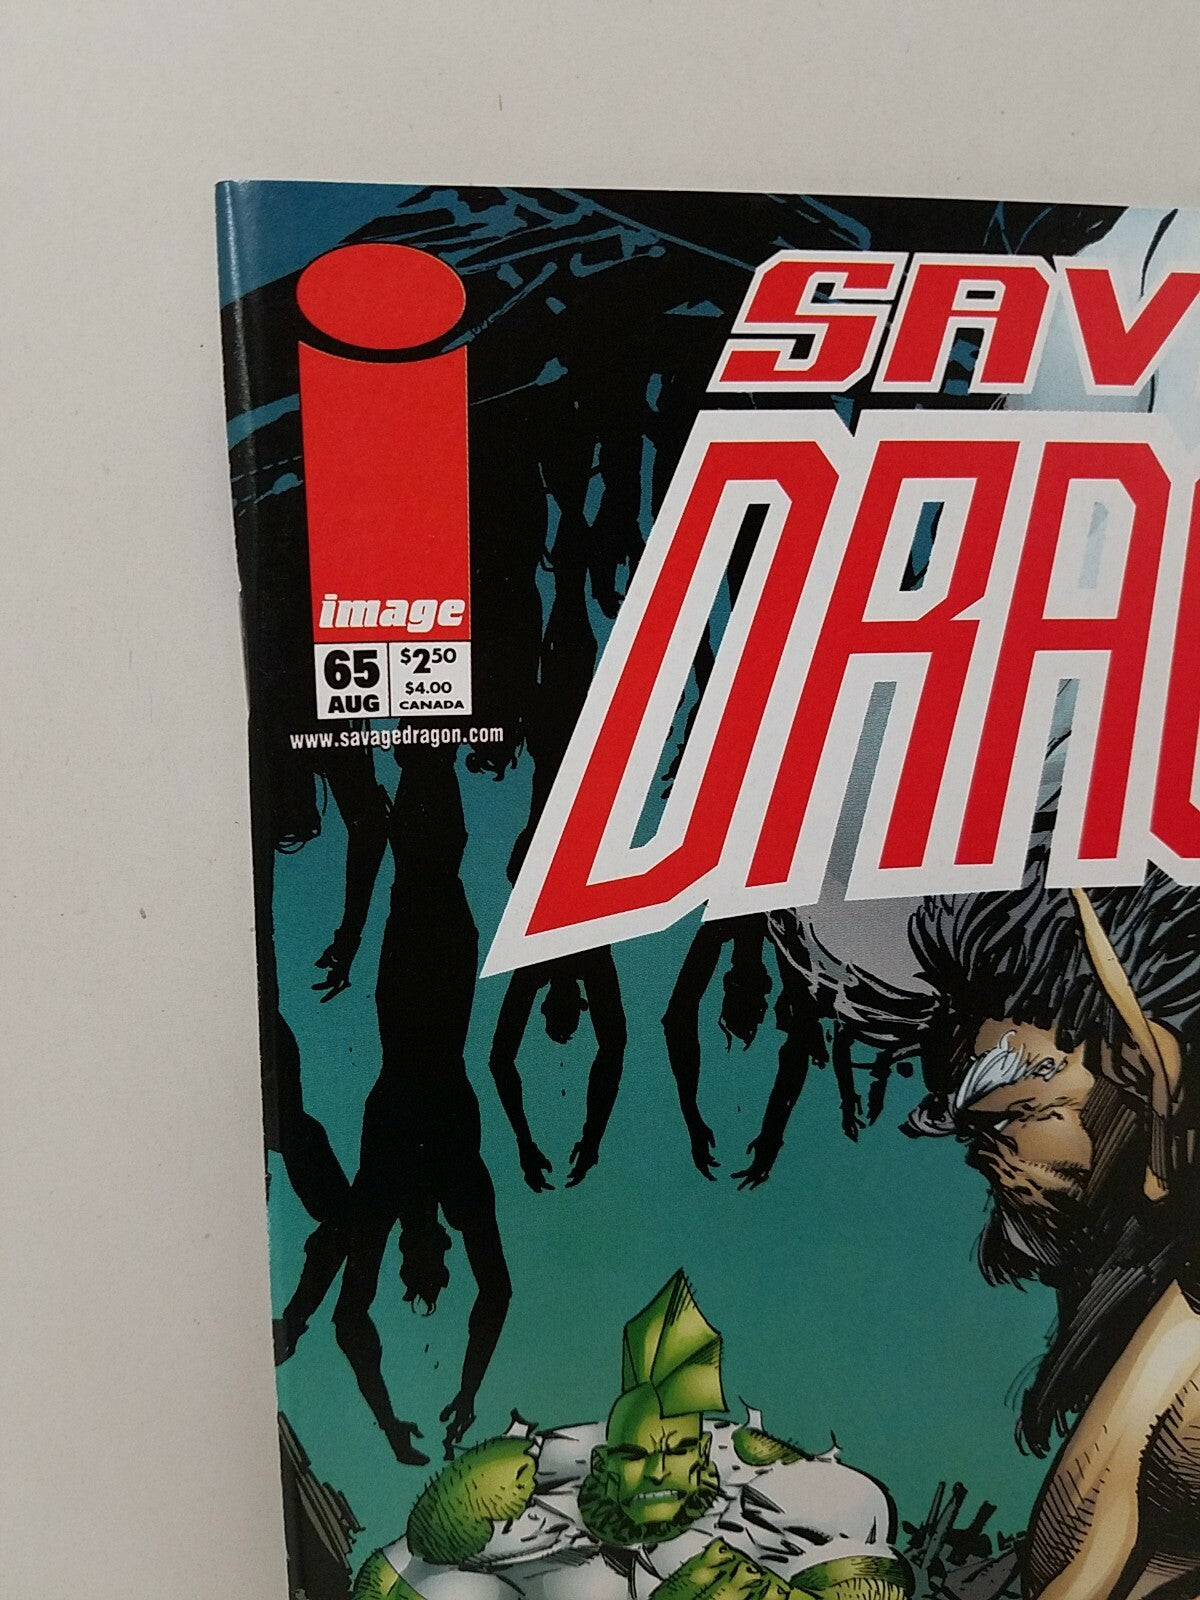 SAV
DRAG
image
65 $2.50
AUG $4.00
CANADA
www.savagedragon.com